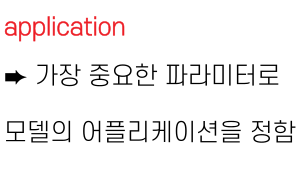 application
➨ 가장 중요한 파라미터로
모델의 어플리케이션을 정함